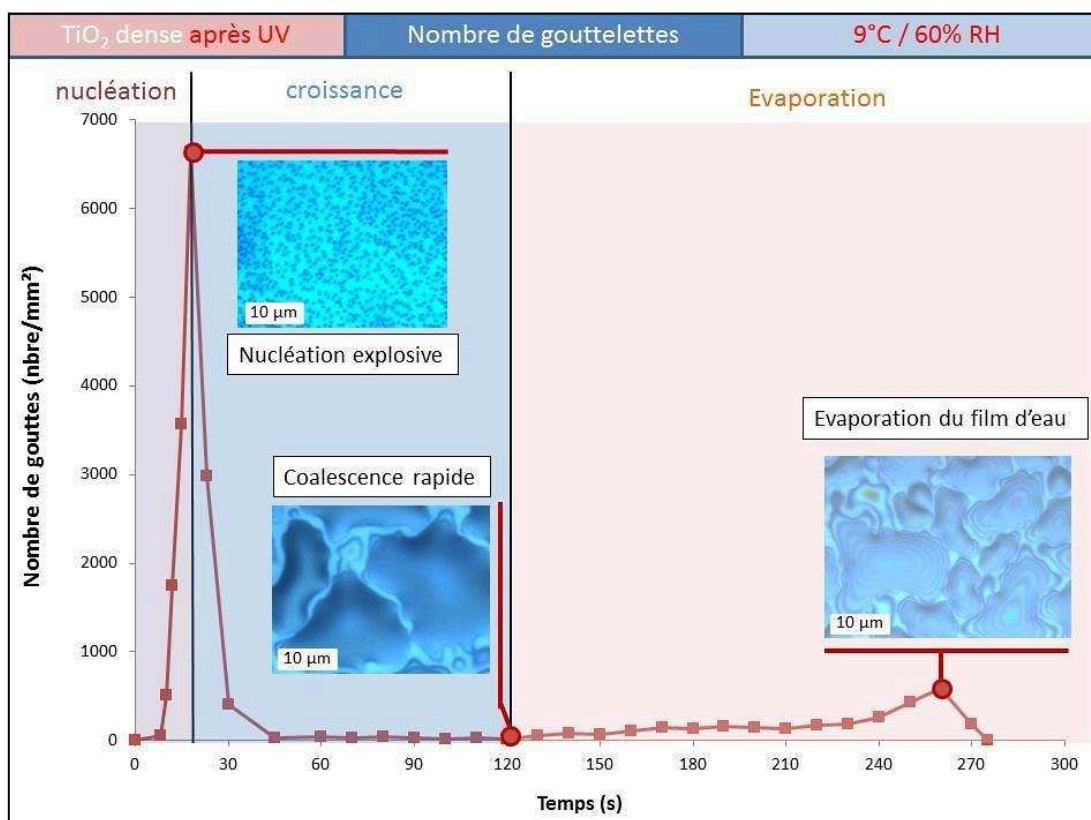 TiO₂ dense après UV
Nombre de gouttelettes
9°C / 60% RH
nucléation
croissance
Evaporation
7000
6000
5000
4000
3000
2000
1000
0
Nombre de gouttes (nbre/mm²)
10 µm
Nucléation explosive
Coalescence rapide
10 µm
Evaporation du film d'eau
10 µm
0 30 60 90 120 150 180 210 240 270 300
Temps (s)